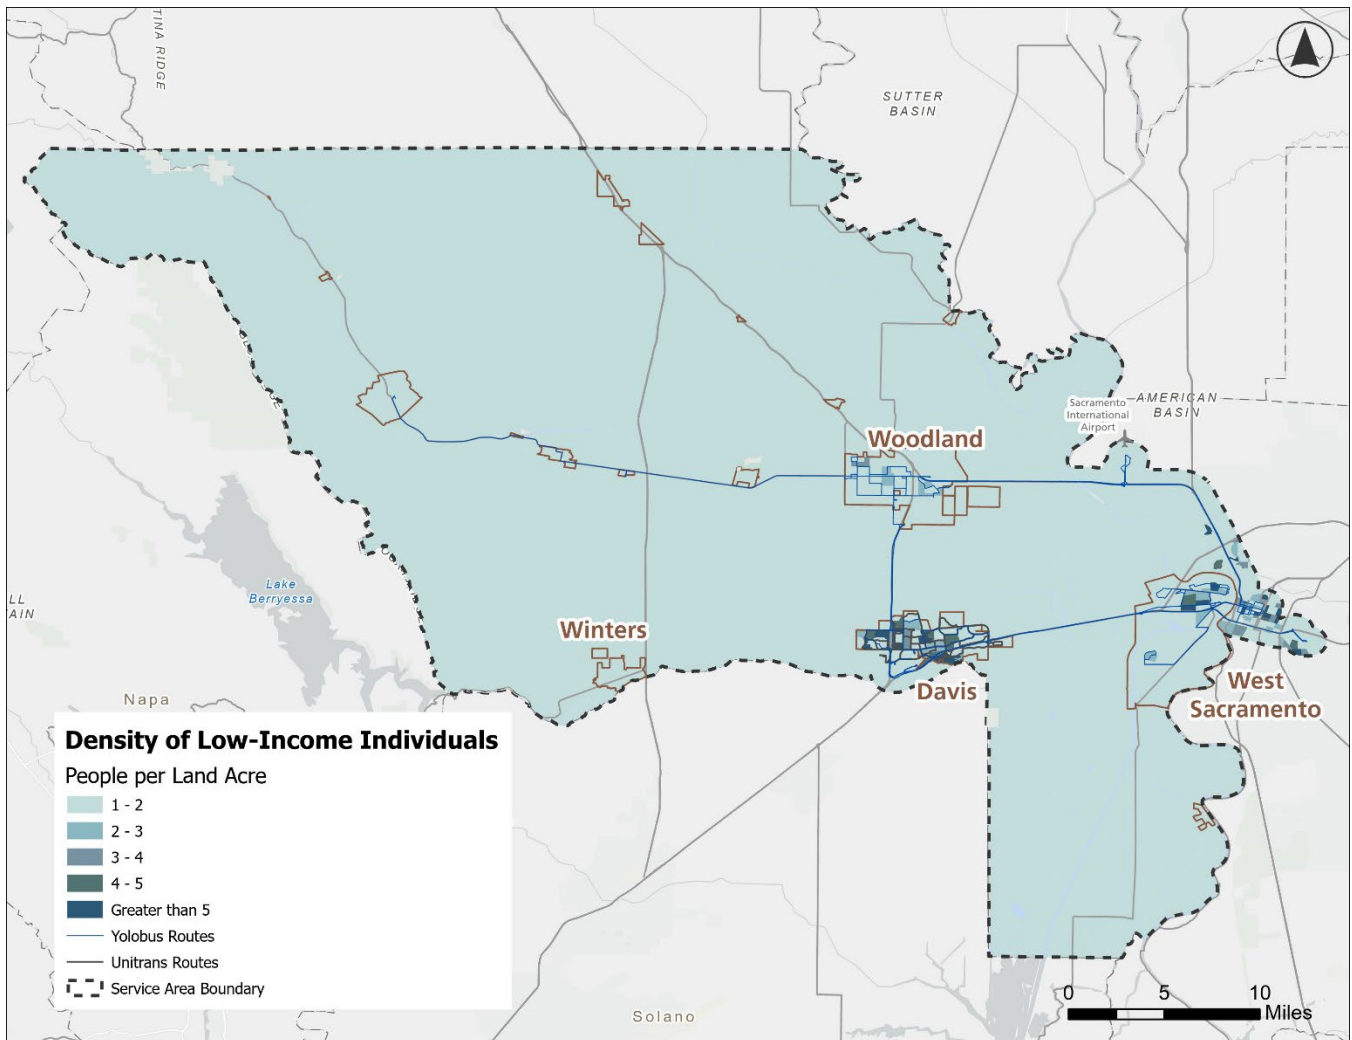 TINA RIDGE
SUTTER
BASIN
AMERICAN
BASIN
Sacramento
International
Airport
Woodland
Lake
Berryessa
LL
TAIN
Winters
Davis
West
Sacramento
Napa
Density of Low-Income Individuals
People per Land Acre
1 - 2
2 - 3
3 - 4
4 - 5
Greater than 5
Yolobus Routes
Unitrans Routes
Service Area Boundary
Solano
0 5 10
Miles